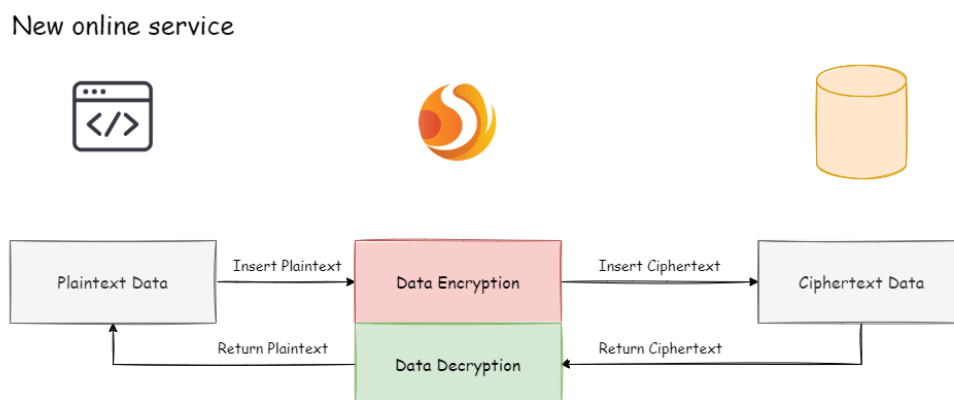 New online service
</>
Plaintext Data
Insert Plaintext
Data Encryption
Insert Ciphertext
Ciphertext Data
Return Plaintext
Data Decryption
Return Ciphertext